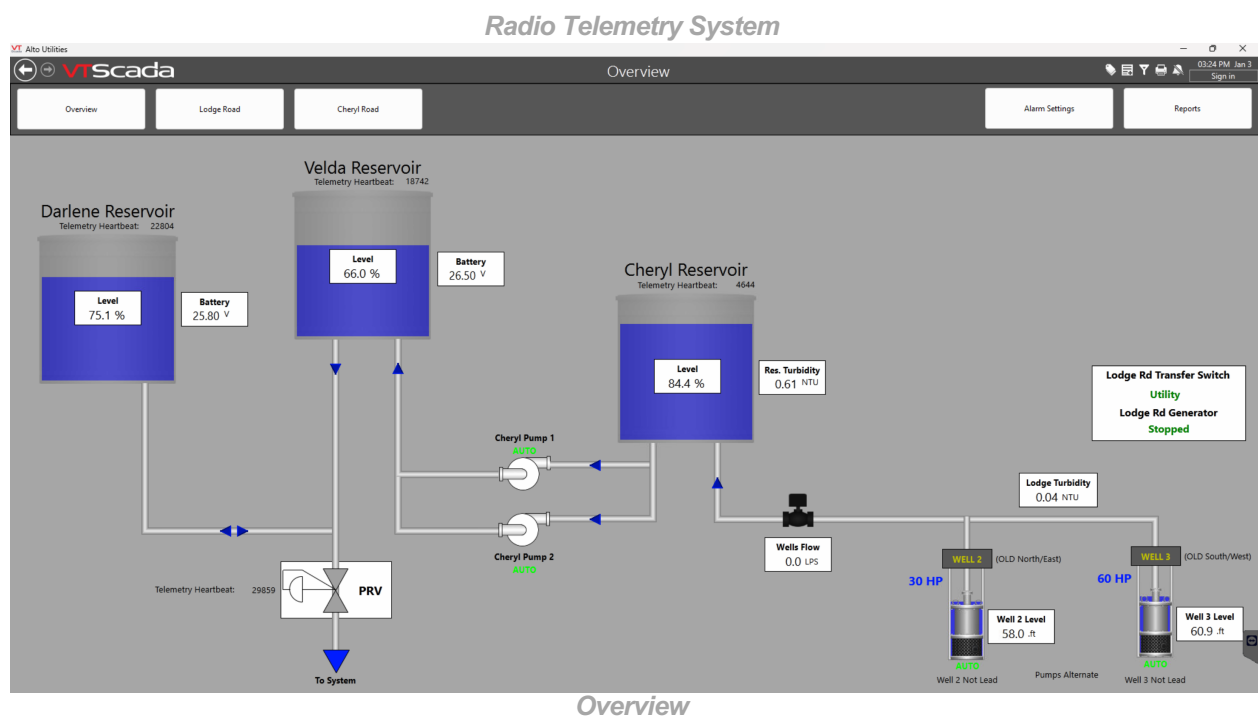 Radio Telemetry System
VT Alto Utilities
VTScada
Overview
03:24 PM Jan 3
Sign in
Overview
Lodge Road
Cheryl Road
Alarm Settings
Reports
Velda Reservoir
Telemetry Heartbeat: 18742
Level
66.0 %
Battery
26.50 V
Darlene Reservoir
Telemetry Heartbeat: 22804
Level
75.1 %
Battery
25.80 V
Cheryl Reservoir
Telemetry Heartbeat: 4644
Level
84.4 %
Res. Turbidity
0.61 NTU
Lodge Rd Transfer Switch
Utility
Lodge Rd Generator
Stopped
Cheryl Pump 1
AUTO
Cheryl Pump 2
AUTO
Lodge Turbidity
0.04 NTU
Wells Flow
0.0 LPS
WELL 2 (OLD North/East)
30 HP
Well 2 Level
58.0 .ft
AUTO
Well 2 Not Lead
Pumps Alternate
WELL 3 (OLD South/West)
60 HP
Well 3 Level
60.9 .ft
AUTO
Well 3 Not Lead
Telemetry Heartbeat: 29859
PRV
To System
Overview